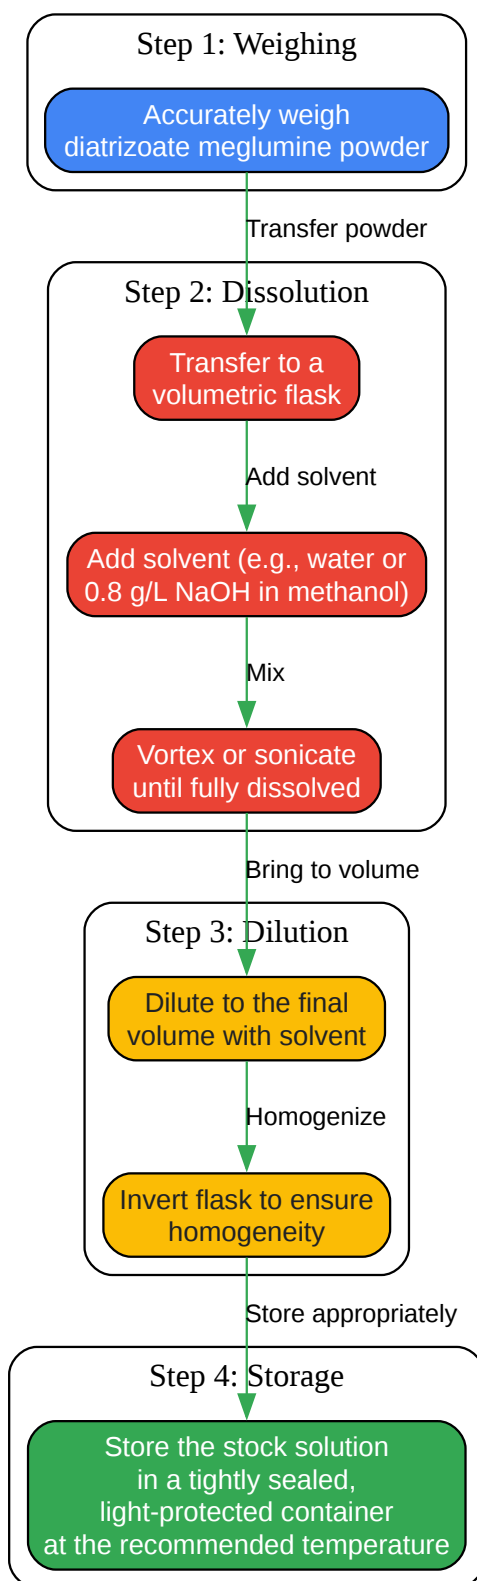 Step 1: Weighing
Accurately weigh
diatrizoate meglumine powder
Transfer powder
Step 2: Dissolution
Transfer to a
volumetric flask
Add solvent
Add solvent (e.g., water or
0.8 g/L NaOH in methanol)
Mix
Vortex or sonicate
until fully dissolved
Bring to volume
Step 3: Dilution
Dilute to the final
volume with solvent
Homogenize
Invert flask to ensure
homogeneity
Store appropriately
Step 4: Storage
Store the stock solution
in a tightly sealed,
light-protected container
at the recommended temperature